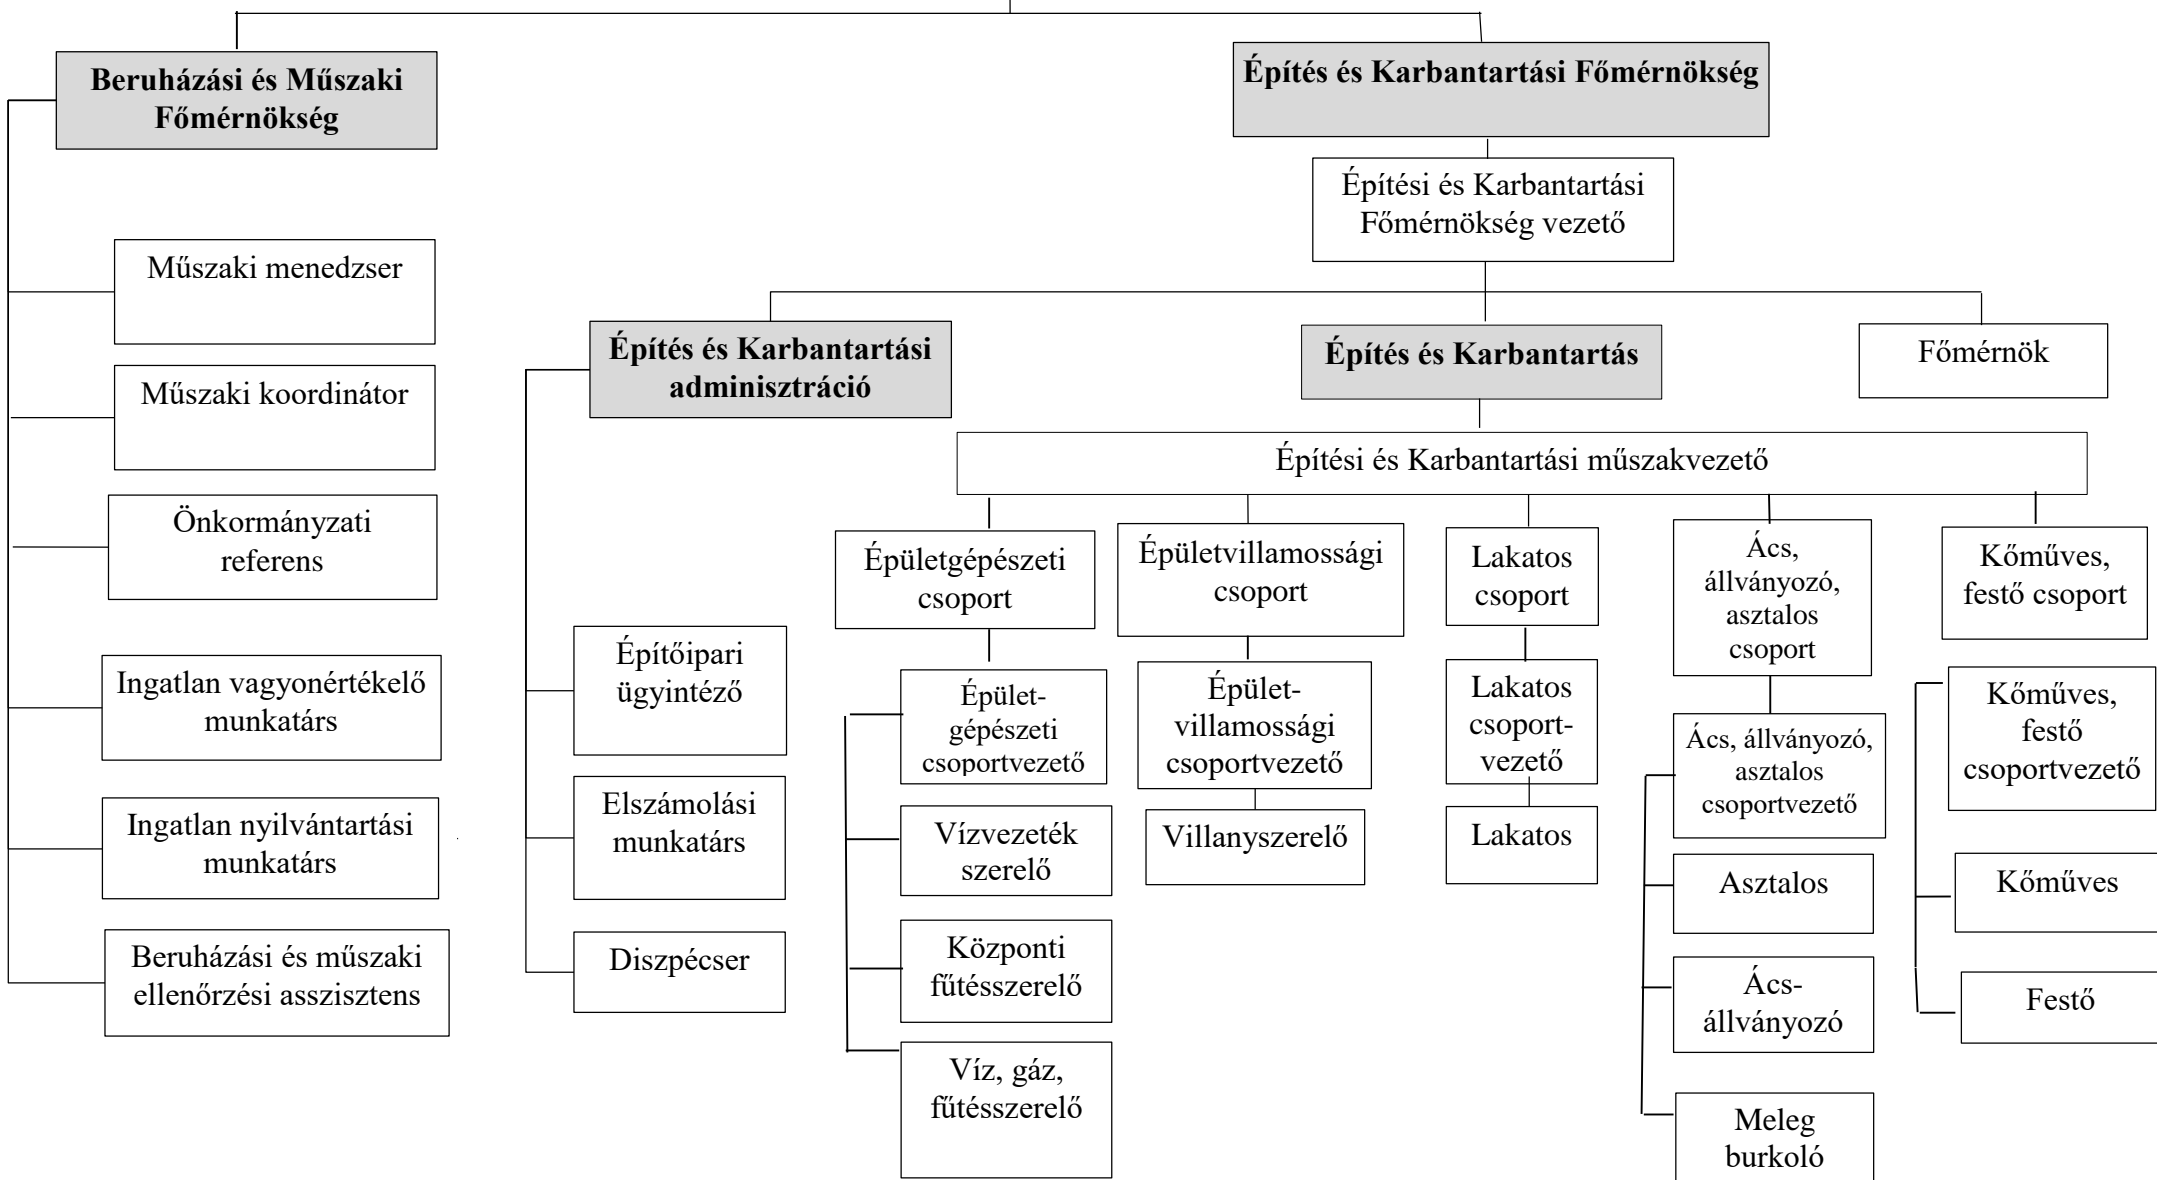 Beruházási és Műszaki
Főmérnökség
Műszaki menedzser
Műszaki koordinátor
Önkormányzati
referens
Ingatlan vagyonértékelő
munkatárs
Ingatlan nyilvántartási
munkatárs
Beruházási és műszaki
ellenőrzési asszisztens
Építés és Karbantartási Főmérnökség
Építési és Karbantartási
Főmérnökség vezető
Építés és Karbantartási
adminisztráció
Építőipari
ügyintéző
Elszámolási
munkatárs
Diszpécser
Építés és Karbantartás
Építési és Karbantartási műszakvezető
Épületgépészeti
csoport
Épület-
gépészeti
csoportvezető
Vízvezeték
szerelő
Központi
fűtésszerelő
Víz, gáz,
fűtésszerelő
Épületvillamossági
csoport
Épület-
villamossági
csoportvezető
Villanyszerelő
Lakatos
csoport
Lakatos
csoport-
vezető
Lakatos
Ács,
állványozó,
asztalos
csoport
Ács, állványozó,
asztalos
csoportvezető
Asztalos
Ács-
állványozó
Meleg
burkoló
Kőműves,
festő csoport
Kőműves,
festő
csoportvezető
Kőműves
Festő
Főmérnök